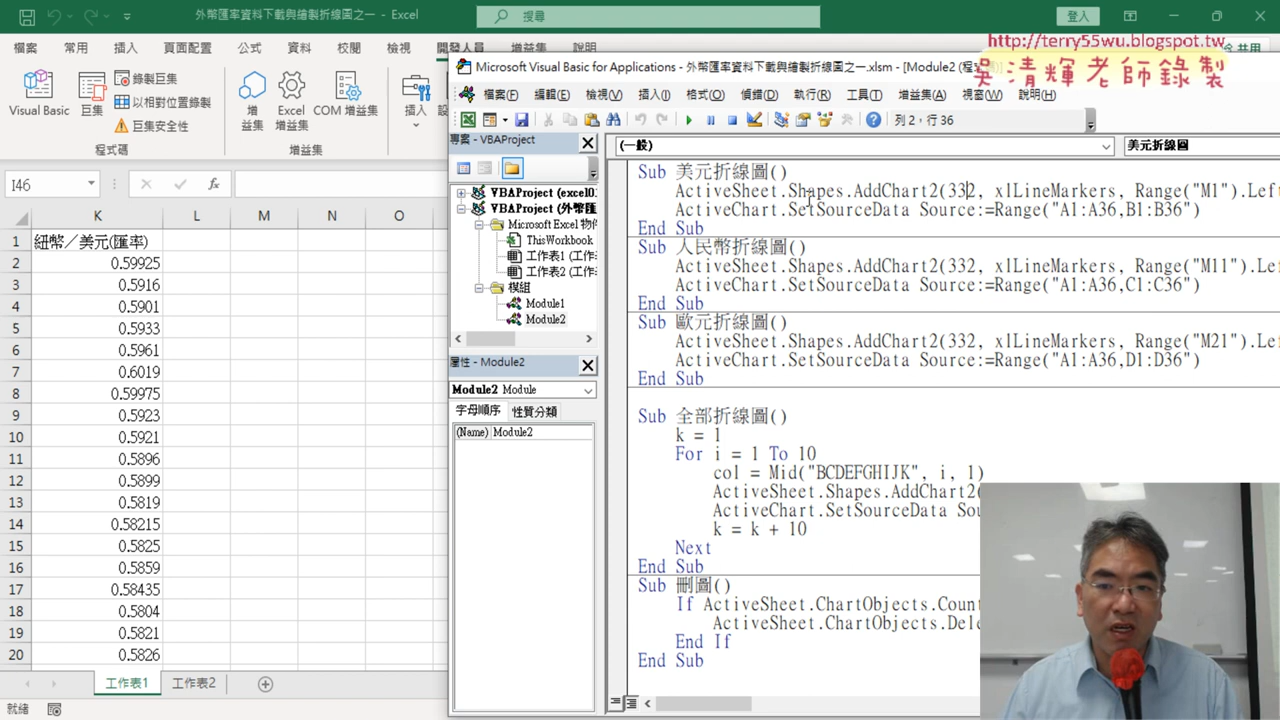 外幣匯率資料下載與繪製折線圖之一 - Excel
搜尋
登入
http://terry55wu.blogspot.tw
吳清輝老師錄製
檔案 常用 插入 頁面配置 公式 資料 校閱 檢視 開發人員 增益集 說明
共用
Visual Basic
巨集
錄製巨集
以相對位置錄製
巨集安全性
程式碼
增益集
Excel 增益集
COM 增益集
增益集
插入
Microsoft Visual Basic for Applications - 外幣匯率資料下載與繪製折線圖之一.xlsm - [Module2 (程
檔案(F) 編輯(E) 檢視(V) 插入(I) 格式(O) 偵錯(D) 執行(R) 工具(T) 增益集(A) 視窗(W) 說明(H)
列 2，行 36
I46
fx
K L M N O
1 紐幣／美元(匯率)
2 0.59925
3 0.5916
4 0.5901
5 0.5933
6 0.5961
7 0.6019
8 0.59975
9 0.5923
10 0.5921
11 0.5896
12 0.5899
13 0.5819
14 0.58215
15 0.5825
16 0.5859
17 0.58435
18 0.5804
19 0.5821
20 0.5826
工作表1 工作表2
就緒
專案 - VBAProject
VBAProject (excel0
VBAProject (外幣匯
Microsoft Excel 物件
ThisWorkbook
工作表1 (工作
工作表2 (工作
模組
Module1
Module2
屬性 - Module2
Module2 Module
字母順序 性質分類
(Name) Module2
(一般)
美元折線圖
Sub 美元折線圖()
ActiveSheet.Shapes.AddChart2(332, xlLineMarkers, Range("M1").Left
ActiveChart.SetSourceData Source:=Range("A1:A36,B1:B36")
End Sub
Sub 人民幣折線圖()
ActiveSheet.Shapes.AddChart2(332, xlLineMarkers, Range("M11").Le
ActiveChart.SetSourceData Source:=Range("A1:A36,C1:C36")
End Sub
Sub 歐元折線圖()
ActiveSheet.Shapes.AddChart2(332, xlLineMarkers, Range("M21").Le
ActiveChart.SetSourceData Source:=Range("A1:A36,D1:D36")
End Sub
Sub 全部折線圖()
k = 1
For i = 1 To 10
col = Mid("BCDEFGHIJK", i, 1)
ActiveSheet.Shapes.AddChart2(
ActiveChart.SetSourceData Sou
k = k + 10
Next
End Sub
Sub 刪圖()
If ActiveSheet.ChartObjects.Coun
ActiveSheet.ChartObjects.Dele
End If
End Sub